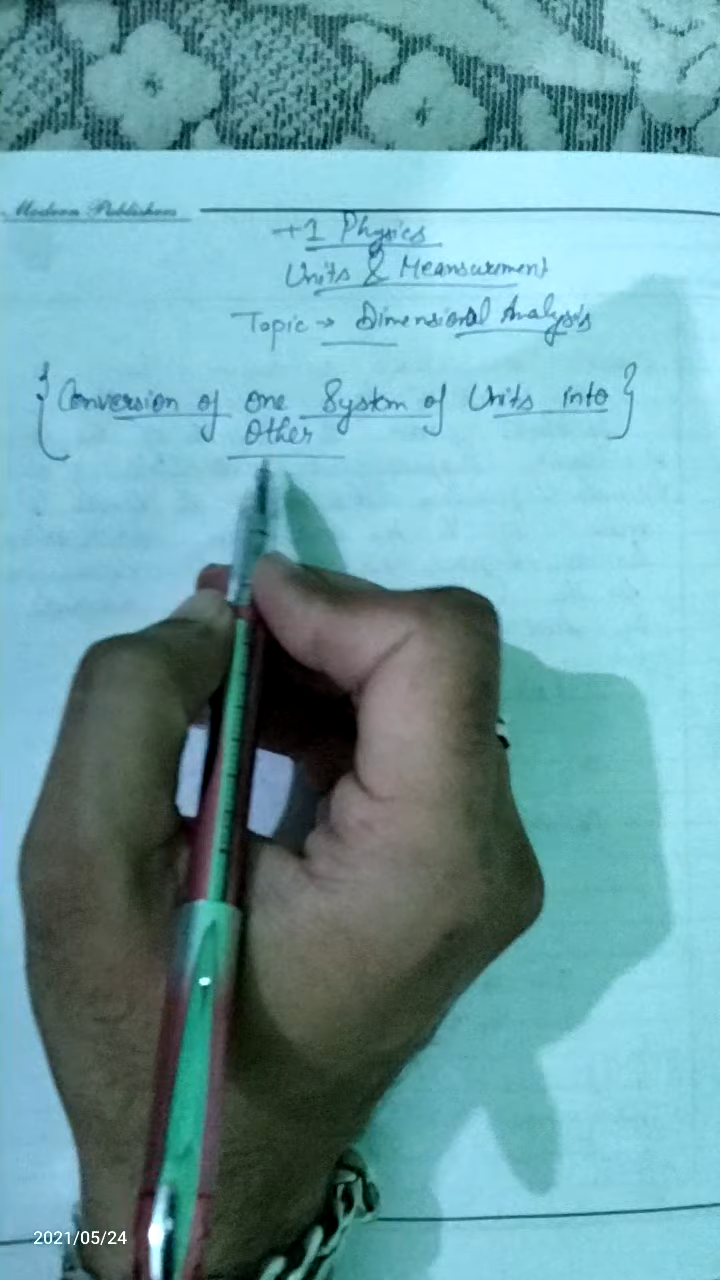 Modern Publishers
+1 Physics
Units & Measurment
Topic → Dimensional Analysis
{Conversion of one System of Units into}
Other
2021/05/24